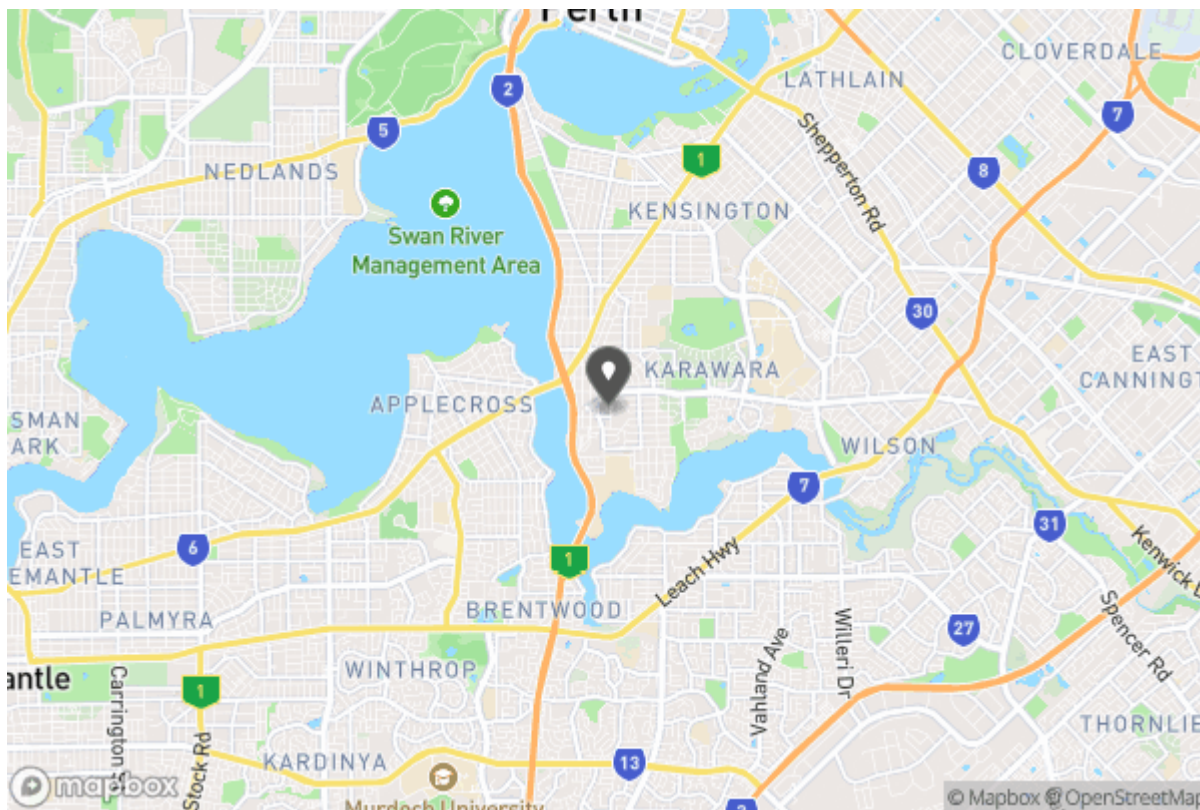 Perth
CLOVERDALE
LATHLAIN
2
7
5
Shepperton Rd
1
8
NEDLANDS
KENSINGTON
Swan River
Management Area
30
EAST
CANNINGT
KARAWARA
APPLECROSS
SMAN
ARK
WILSON
7
31
6
EAST
EMANTLE
1
Leach Hwy
Kenwick L
BRENTWOOD
PALMYRA
27
Spencer Rd
Willeri Dr
Vahland Ave
WINTHROP
antle
Carrington St
1
Stock Rd
THORNLIE
KARDINYA
13
mapbox
Murdoch University
3
© Mapbox © OpenStreetMap